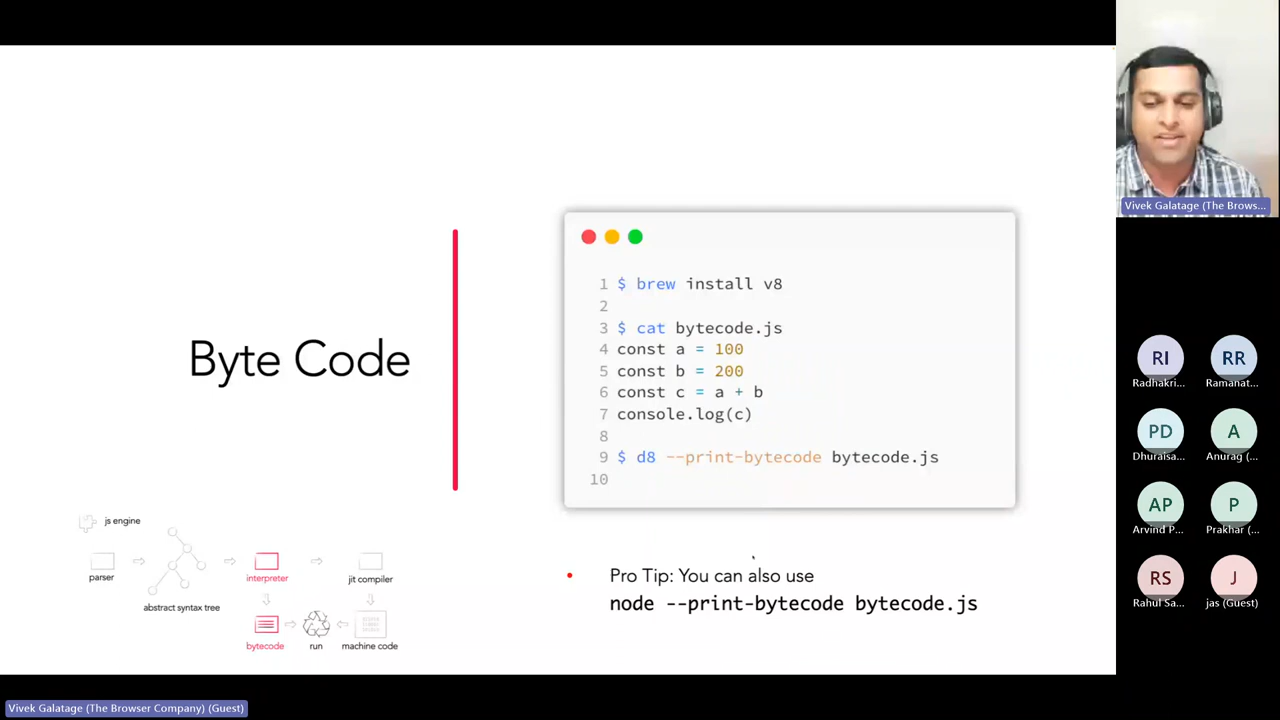 Byte Code
1 $ brew install v8
2
3 $ cat bytecode.js
4 const a = 100
5 const b = 200
6 const c = a + b
7 console.log(c)
8
9 $ d8 --print-bytecode bytecode.js
10
• Pro Tip: You can also use
node --print-bytecode bytecode.js
js engine
parser
abstract syntax tree
interpreter
jit compiler
bytecode
run
machine code
Vivek Galatage (The Brows...
RI
RR
Radhakri...
Ramanat...
PD
A
Dhuraisa...
Anurag (...
AP
P
Arvind P...
Prakhar (...
RS
J
Rahul Sa...
jas (Guest)
Vivek Galatage (The Browser Company) (Guest)